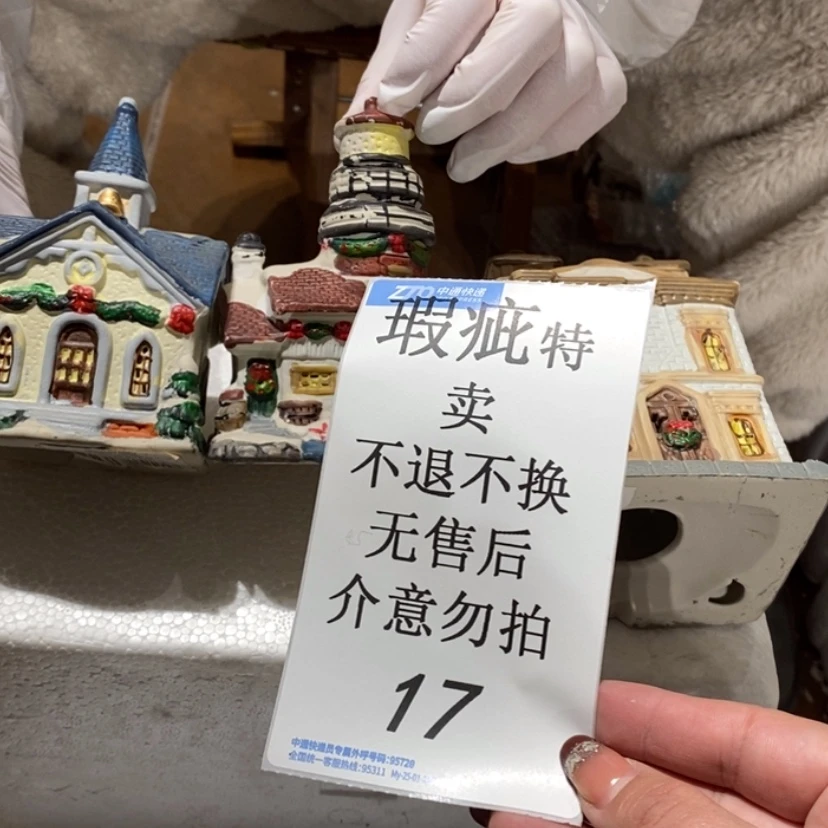 ZTO 中通快递
EXPRESS
瑕疵特
卖
不退不换
无售后
介意勿拍
17
中通快递员专属外呼号码:95720
全国统一客服热线:95311